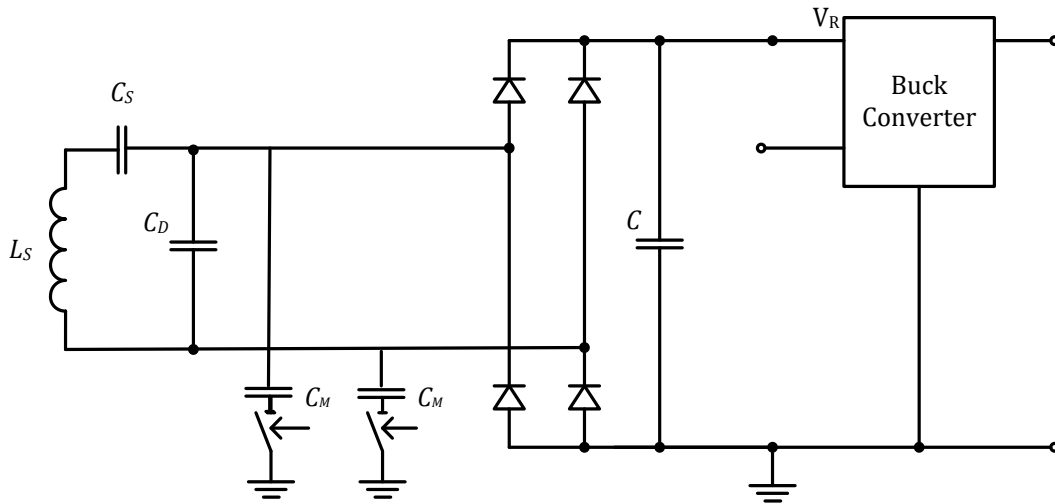 V_R
Buck
Converter
C_S
C_D
C
L_S
C_M
C_M